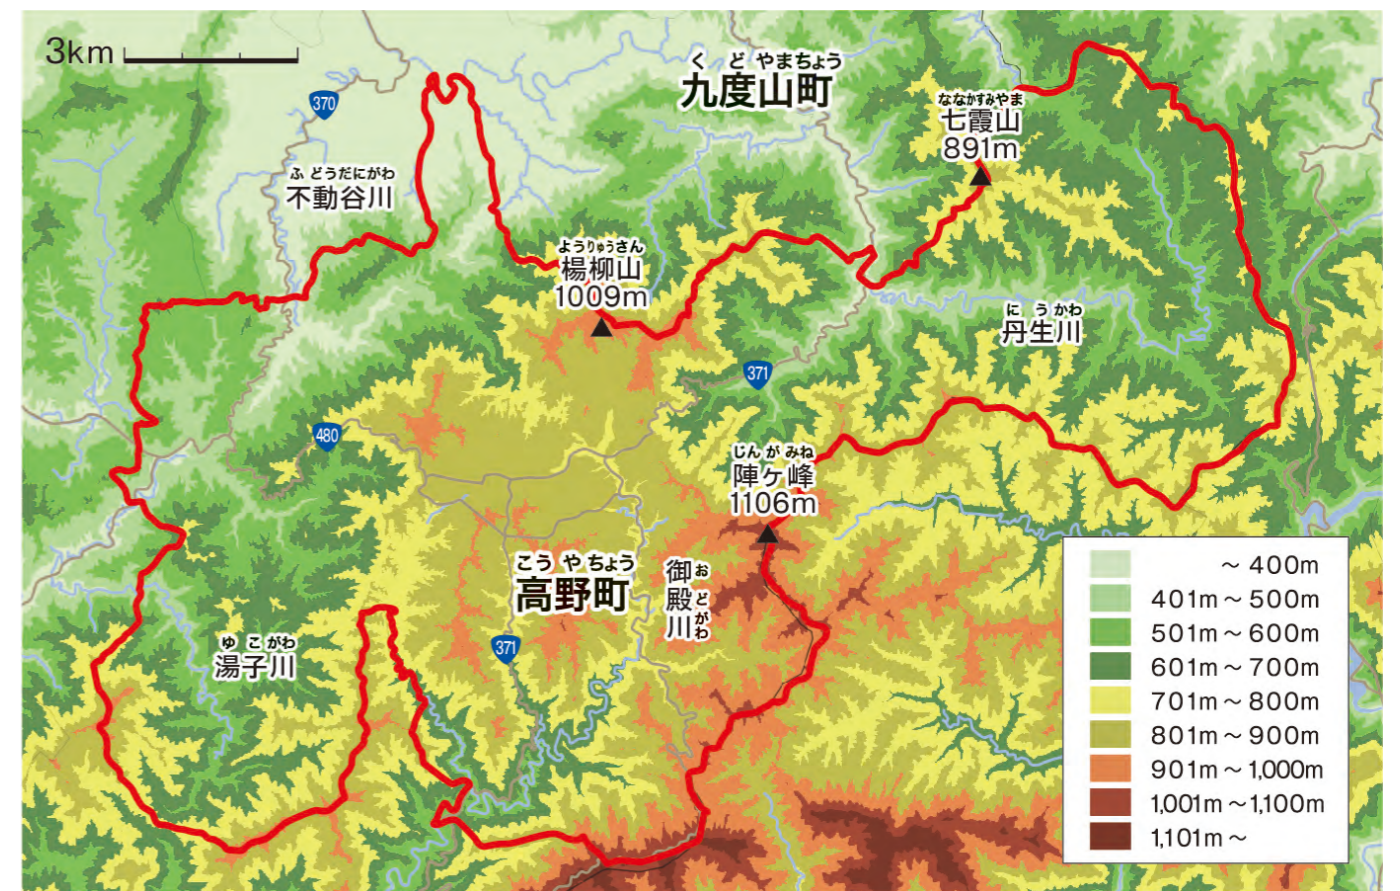 3km
370
く ど やまちょう
九度山町
ななかすみやま
七霞山
891m
ふ どうだにがわ
不動谷川
ようりゅうさん
楊柳山
1009m
に う かわ
丹生川
371
480
じん が みね
陣ヶ峰
1106m
こう や ちょう
高野町
御殿川
お ど がわ
371
ゆ こ がわ
湯子川
～400m
401m～500m
501m～600m
601m～700m
701m～800m
801m～900m
901m～1,000m
1,001m～1,100m
1,101m～